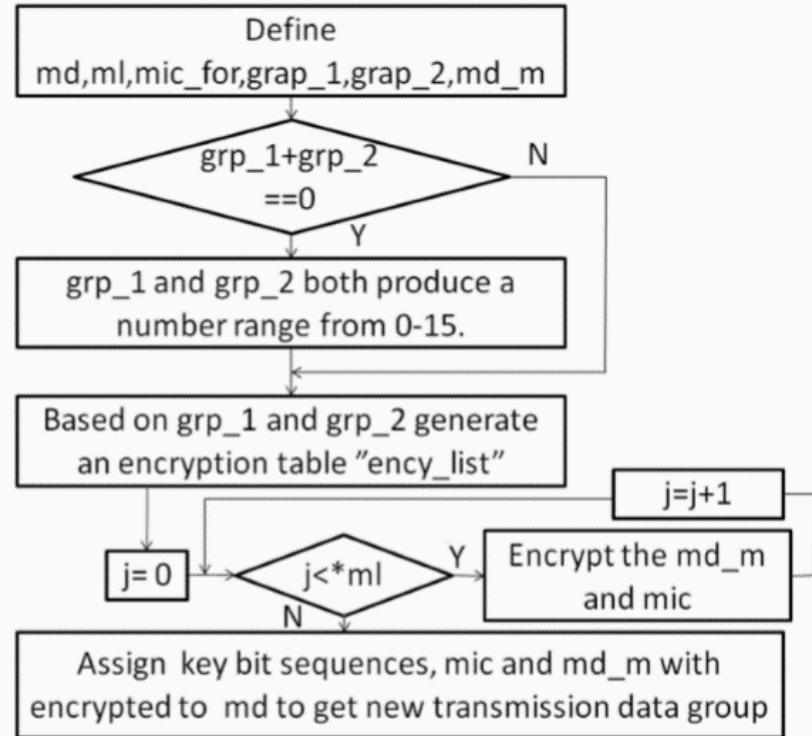 Define
md,ml,mic_for,grap_1,grap_2,md_m
grp_1+grp_2
==0
N
Y
grp_1 and grp_2 both produce a
number range from 0-15.
Based on grp_1 and grp_2 generate
an encryption table ”ency_list”
j=j+1
j= 0
j<*ml
Y
Encrypt the md_m
and mic
N
Assign key bit sequences, mic and md_m with
encrypted to md to get new transmission data group